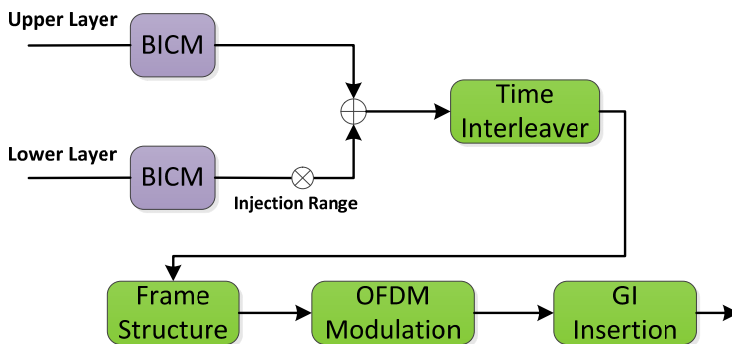 Upper Layer
BICM
Time
Interleaver
Lower Layer
BICM
Injection Range
Frame
Structure
OFDM
Modulation
GI
Insertion